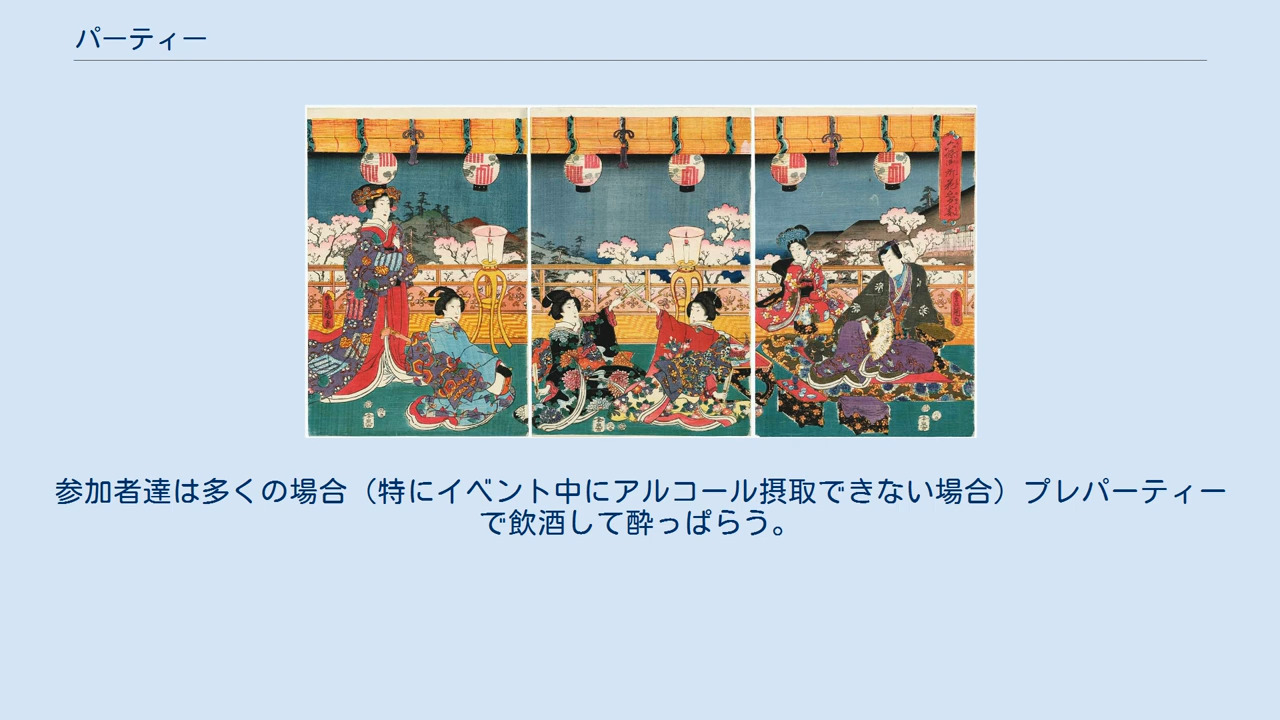 パーティー
参加者達は多くの場合（特にイベント中にアルコール摂取できない場合）プレパーティー
で飲酒して酔っぱらう。